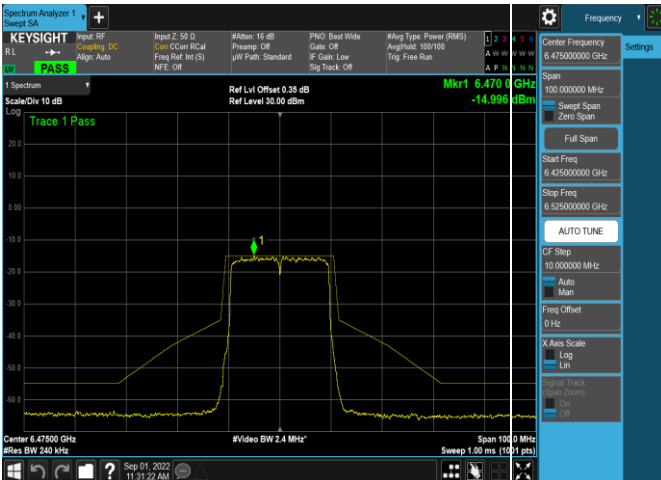 Spectrum Analyzer 1
Swept SA
+
Frequency
KEYSIGHT
RL
PASS
Input: RF
Coupling: DC
Align: Auto
Input Z: 50 Ω
Corr CCorr RCal
Freq Ref: Int (S)
NFE: Off
#Atten: 16 dB
Preamp: Off
µW Path: Standard
PNO: Best Wide
Gate: Off
IF Gain: Low
Sig Track: Off
#Avg Type: Power (RMS)
Avg|Hold: 100/100
Trig: Free Run
1 2 3 4 5 6
A W W W W W
A P N N N N
1 Spectrum
Scale/Div 10 dB
Log
Ref Lvl Offset 0.35 dB
Ref Level 30.00 dBm
Mkr1 6.470 0 GHz
-14.996 dBm
Trace 1 Pass
20.0
10.0
0.00
-10.0
-20.0
-30.0
-40.0
-50.0
-60.0
1
Center 6.47500 GHz
#Res BW 240 kHz
#Video BW 2.4 MHz*
Span 100.0 MHz
Sweep 1.00 ms (1001 pts)
Sep 01, 2022
11:31:22 AM
Center Frequency
6.475000000 GHz
Settings
Span
100.000000 MHz
Swept Span
Zero Span
Full Span
Start Freq
6.425000000 GHz
Stop Freq
6.525000000 GHz
AUTO TUNE
CF Step
10.000000 MHz
Auto
Man
Freq Offset
0 Hz
X Axis Scale
Log
Lin
Signal Track
(Span Zoom)
On
Off